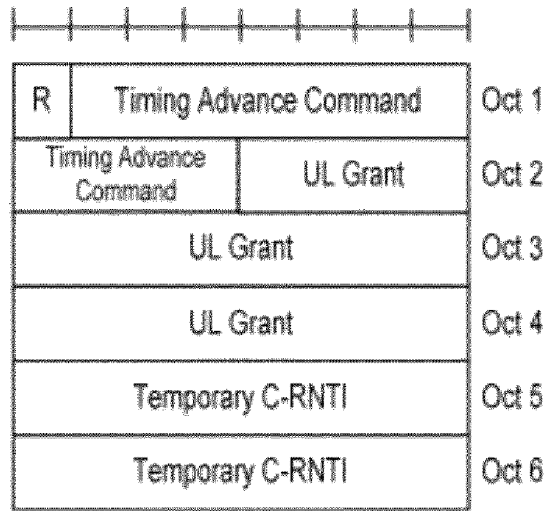 R Timing Advance Command Oct 1
Timing Advance
Command UL Grant Oct 2
UL Grant Oct 3
UL Grant Oct 4
Temporary C-RNTI Oct 5
Temporary C-RNTI Oct 6